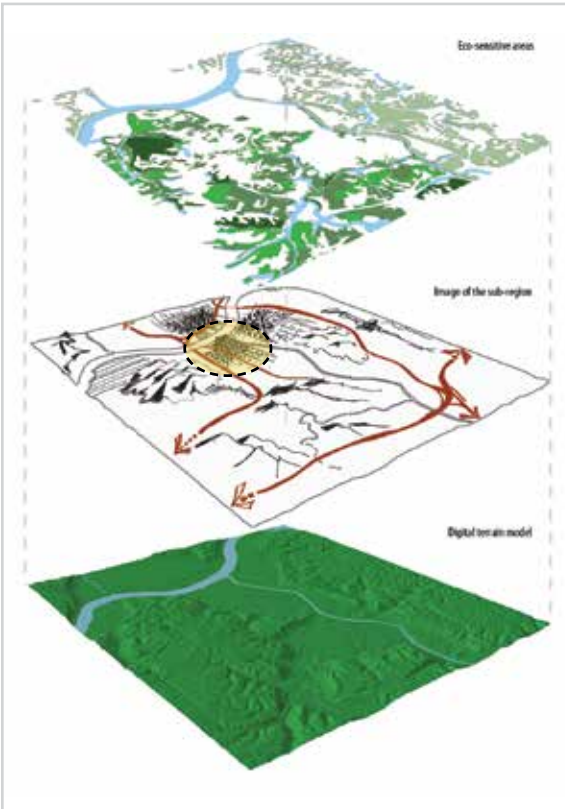 Eco-sensitive areas
Image of the sub-region
Digital terrain model